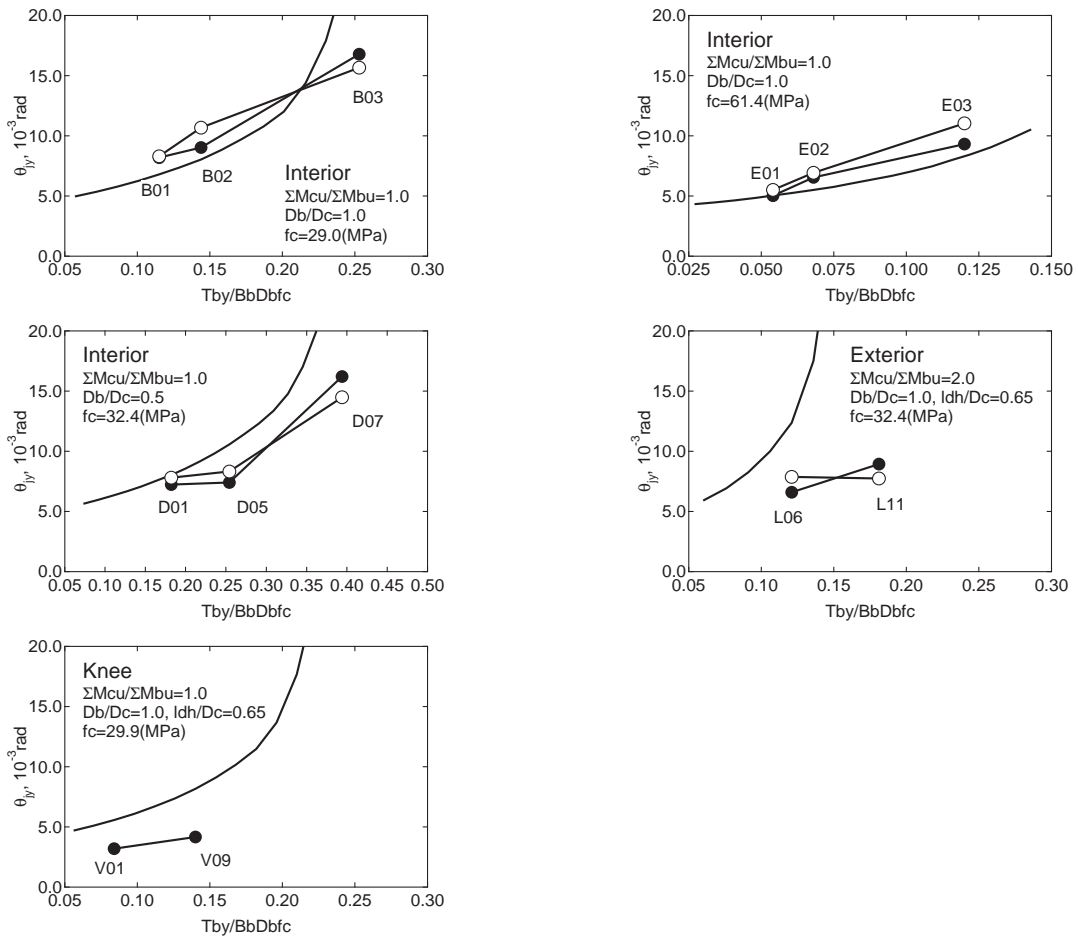 20.0
15.0
10.0
5.0
0.0
θjy, 10-3rad
B01
B02
B03
Interior
ΣMcu/ΣMbu=1.0
Db/Dc=1.0
fc=29.0(MPa)
0.05 0.10 0.15 0.20 0.25 0.30
Tby/BbDbfc
20.0
15.0
10.0
5.0
0.0
θjy, 10-3rad
Interior
ΣMcu/ΣMbu=1.0
Db/Dc=1.0
fc=61.4(MPa)
E01
E02
E03
0.025 0.050 0.075 0.100 0.125 0.150
Tby/BbDbfc
20.0
15.0
10.0
5.0
0.0
θjy, 10-3rad
Interior
ΣMcu/ΣMbu=1.0
Db/Dc=0.5
fc=32.4(MPa)
D01
D05
D07
0.05 0.10 0.15 0.20 0.25 0.30 0.35 0.40 0.45 0.50
Tby/BbDbfc
20.0
15.0
10.0
5.0
0.0
θjy, 10-3rad
Exterior
ΣMcu/ΣMbu=2.0
Db/Dc=1.0, ldh/Dc=0.65
fc=32.4(MPa)
L06
L11
0.05 0.10 0.15 0.20 0.25 0.30
Tby/BbDbfc
20.0
15.0
10.0
5.0
0.0
θjy, 10-3rad
Knee
ΣMcu/ΣMbu=1.0
Db/Dc=1.0, ldh/Dc=0.65
fc=29.9(MPa)
V01
V09
0.05 0.10 0.15 0.20 0.25 0.30
Tby/BbDbfc